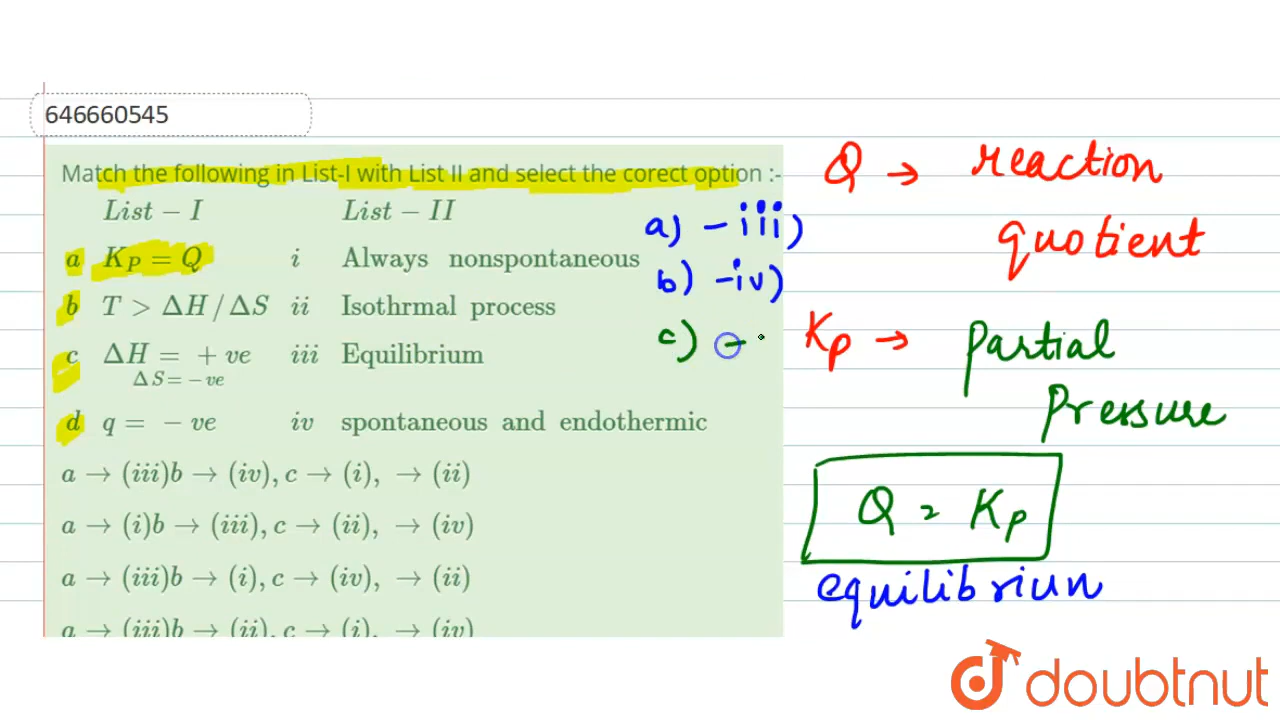 646660545
Match the following in List-I with List II and select the corect option :-
List - I List - II
a K_P = Q i Always nonspontaneous
b T > ΔH / ΔS ii Isothrmal process
c ΔH = + ve iii Equilibrium
ΔS = - ve
d q = - ve iv spontaneous and endothermic
a → (iii)b → (iv), c → (i), → (ii)
a → (i)b → (iii), c → (ii), → (iv)
a → (iii)b → (i), c → (iv), → (ii)
a → (iii)b → (ii), c → (i), → (iv)
a) - iii)
b) - iv)
c) -
Q → reaction
quotient
Kp → Partial
Pressure
Q = Kp
equilibriun
doubtnut